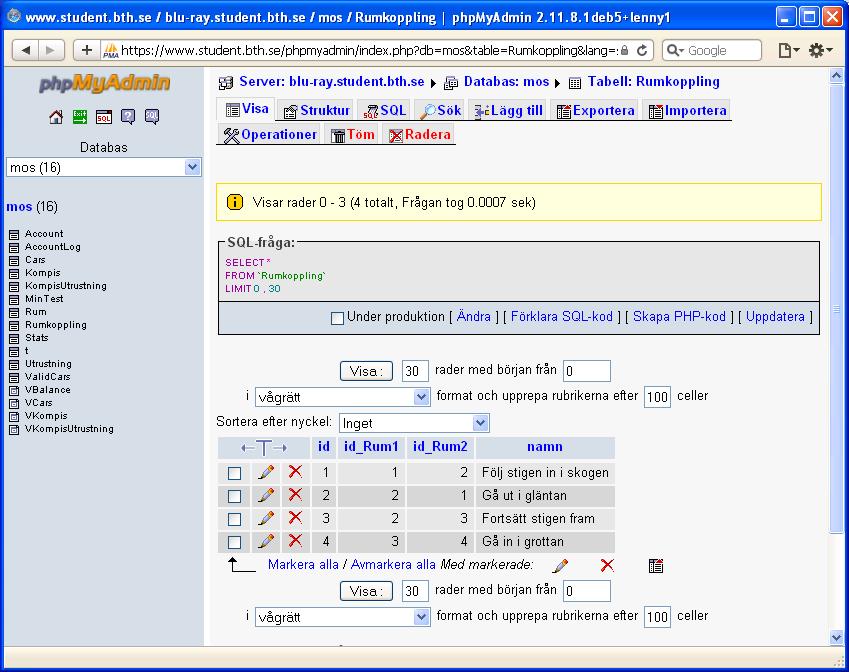 www.student.bth.se / blu-ray.student.bth.se / mos / Rumkoppling | phpMyAdmin 2.11.8.1deb5+lenny1
https://www.student.bth.se/phpmyadmin/index.php?db=mos&table=Rumkoppling&lang=:
Google
phpMyAdmin
Exit
SQL
SQL
Databas
mos (16)
mos (16)
Account
AccountLog
Cars
Kompis
KompisUtrustning
MinTest
Rum
Rumkoppling
Stats
t
Utrustning
ValidCars
VBalance
VCars
VKompis
VKompisUtrustning
Server: blu-ray.student.bth.se ▸ Databas: mos ▸ Tabell: Rumkoppling
Visa Struktur SQL Sök Lägg till Exportera Importera
Operationer Töm Radera
Visar rader 0 - 3 (4 totalt, Frågan tog 0.0007 sek)
SQL-fråga:
SELECT *
FROM `Rumkoppling`
LIMIT 0 , 30
Under produktion [ Ändra ] [ Förklara SQL-kod ] [ Skapa PHP-kod ] [ Uppdatera ]
Visa : 30 rader med början från 0
i vågrätt format och upprepa rubrikerna efter 100 celler
Sortera efter nyckel: Inget
←T→ id id_Rum1 id_Rum2 namn
1 1 2 Följ stigen in i skogen
2 2 1 Gå ut i gläntan
3 2 3 Fortsätt stigen fram
4 3 4 Gå in i grottan
Markera alla / Avmarkera alla Med markerade:
Visa : 30 rader med början från 0
i vågrätt format och upprepa rubrikerna efter 100 celler